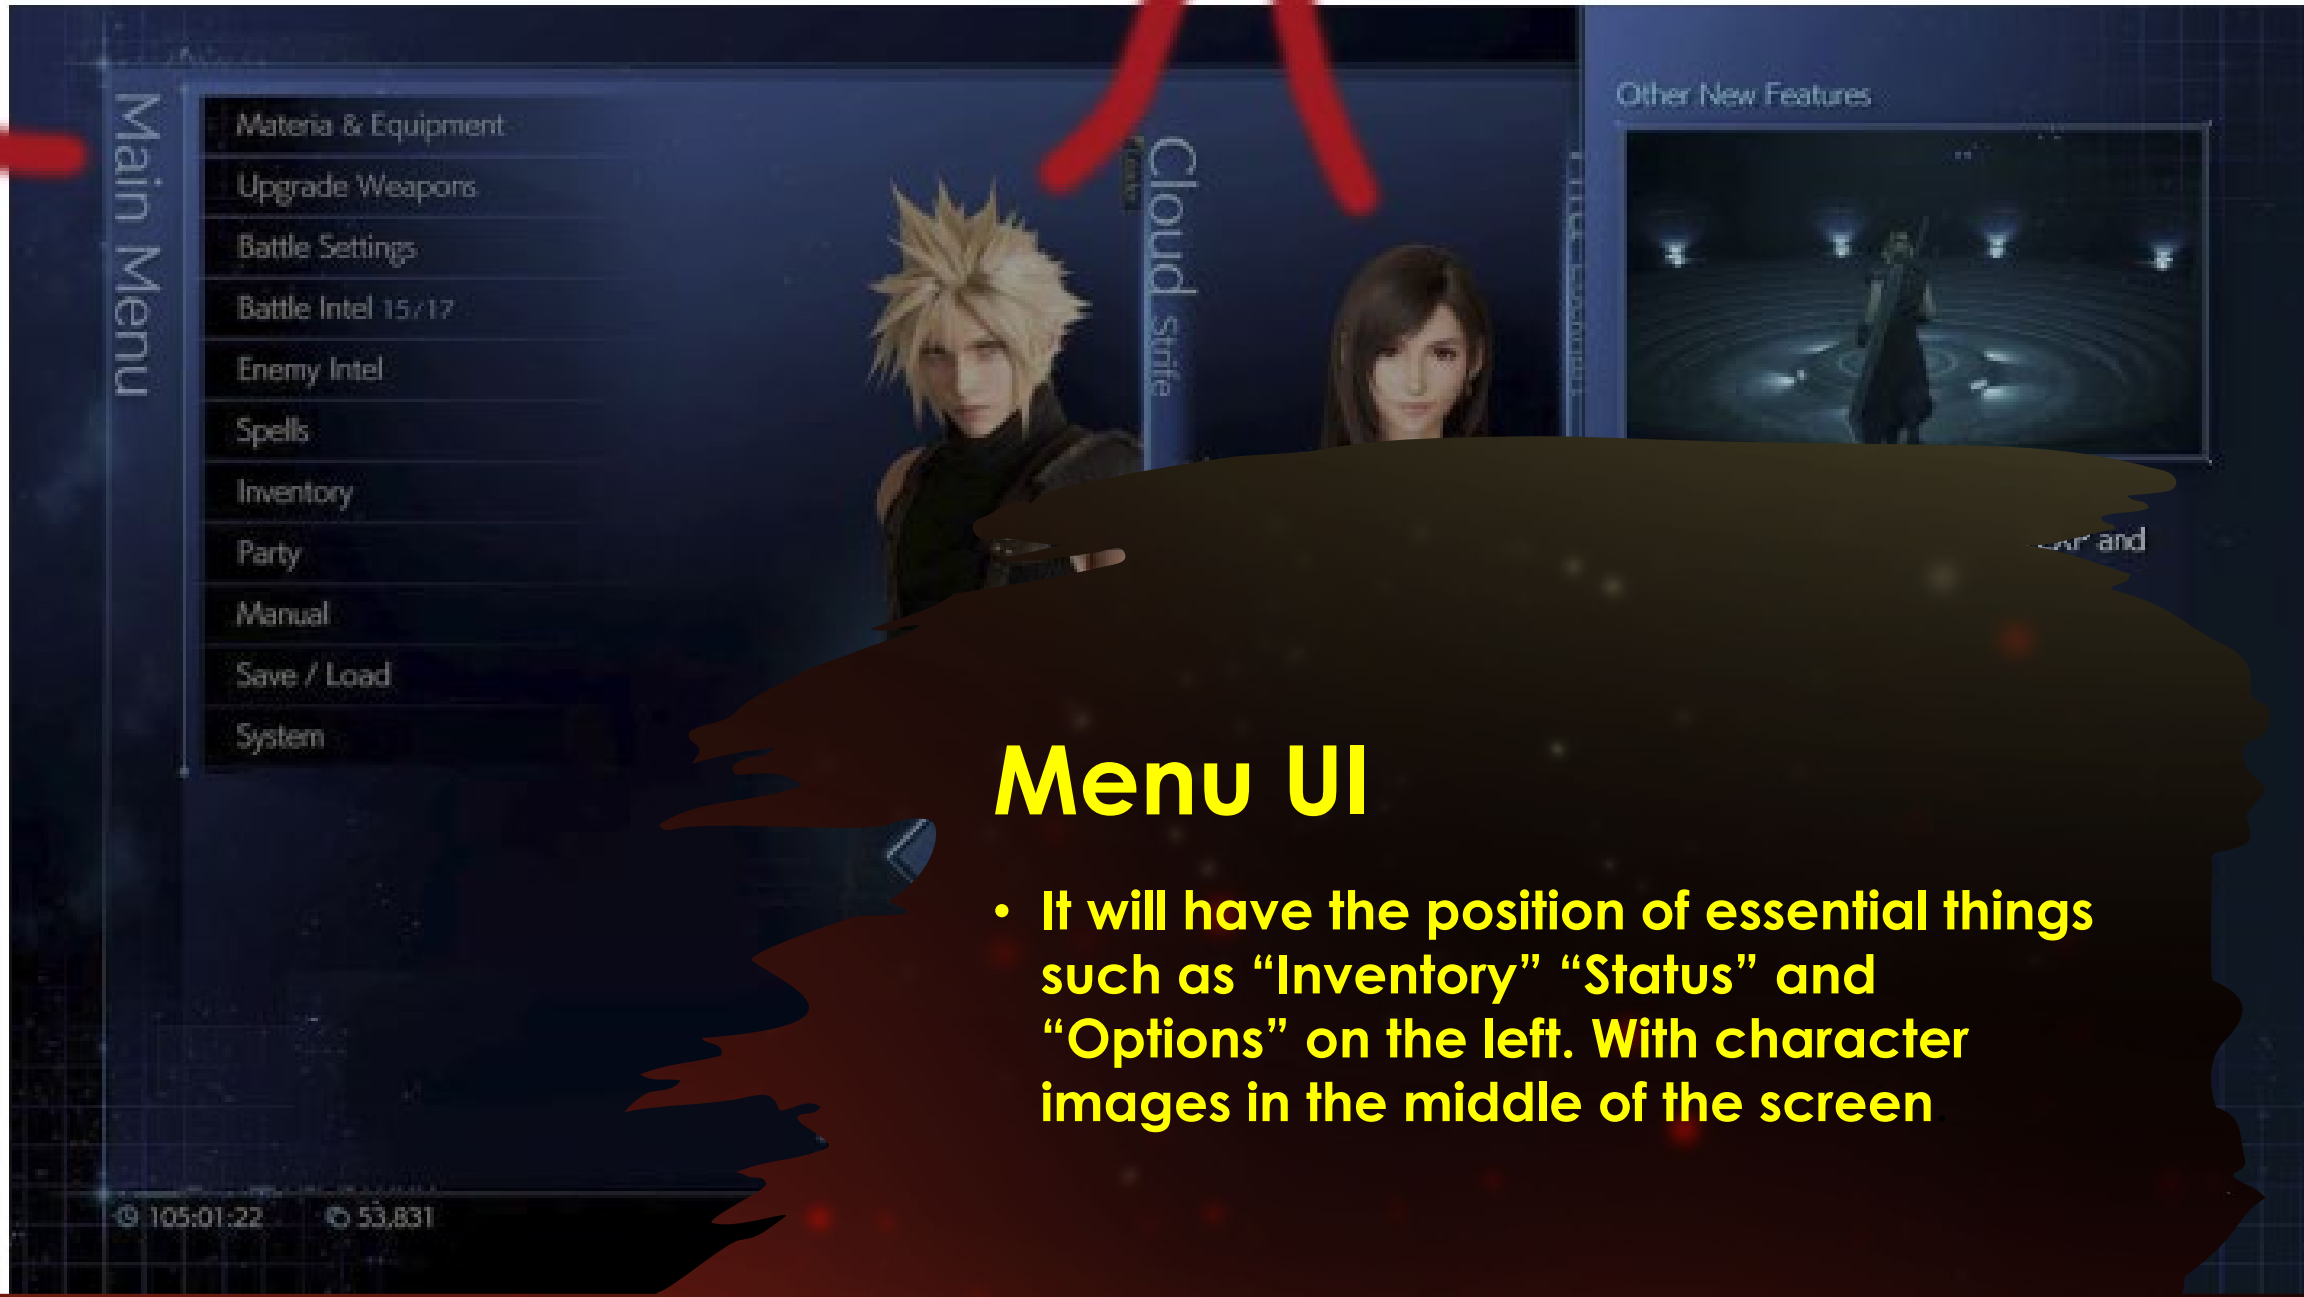 Main Menu
Materia & Equipment
Upgrade Weapons
Battle Settings
Battle Intel 15/17
Enemy Intel
Spells
Inventory
Party
Manual
Save / Load
System
Cloud Strife
Other New Features
and
Menu UI
• It will have the position of essential things
such as “Inventory” “Status” and
“Options” on the left. With character
images in the middle of the screen.
105:01:22
53,831